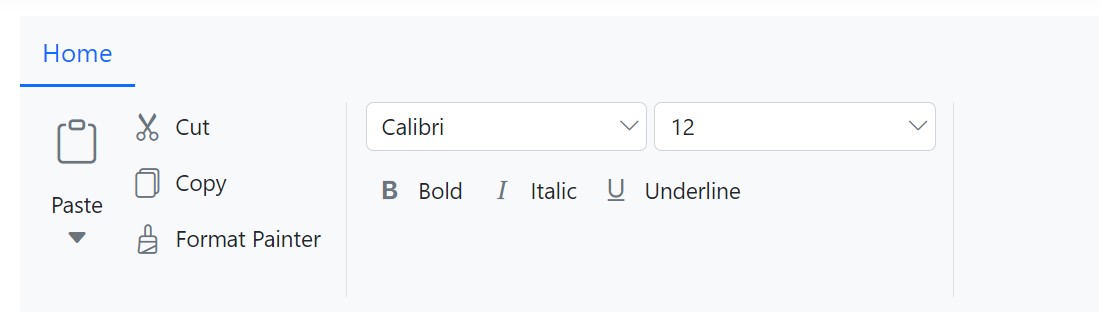 Home
Paste
Cut
Copy
Format Painter
Calibri
12
B Bold I Italic U Underline